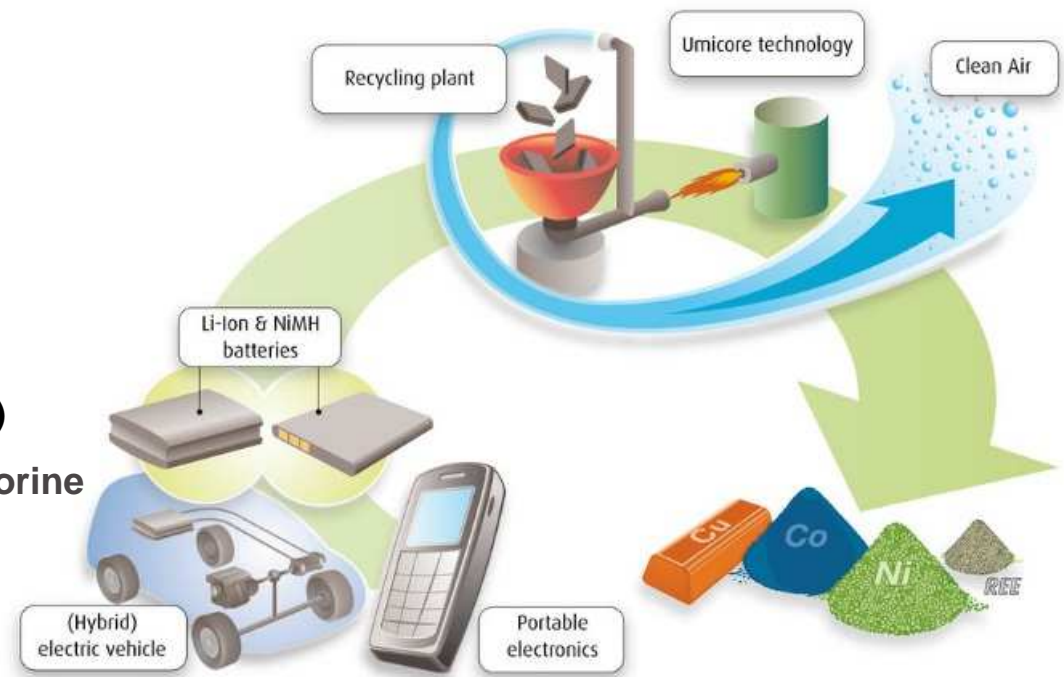 Umicore technology
Recycling plant
Clean Air
Li-Ion & NiMH
batteries
)
orine
Cu
Co
Ni
REE
(Hybrid)
electric vehicle
Portable
electronics